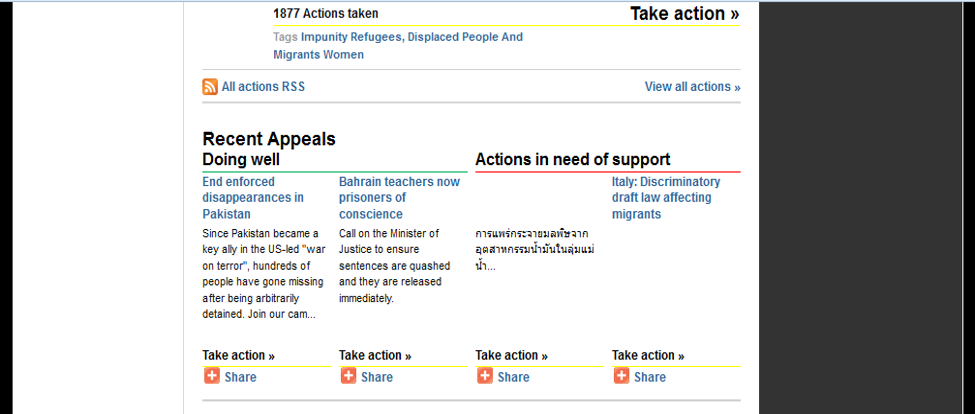 1877 Actions taken
Take action »
Tags Impunity Refugees, Displaced People And
Migrants Women
All actions RSS
View all actions »
Recent Appeals
Doing well
End enforced
disappearances in
Pakistan
Since Pakistan became a
key ally in the US-led "war
on terror", hundreds of
people have gone missing
after being arbitrarily
detained. Join our cam...
Take action »
Share
Bahrain teachers now
prisoners of
conscience
Call on the Minister of
Justice to ensure
sentences are quashed
and they are released
immediately.
Take action »
Share
Actions in need of support
การแพร่กระจายมลพิษจาก
อุตสาหกรรมน้ำมันในลุ่มแม่
น้ำ...
Take action »
Share
Italy: Discriminatory
draft law affecting
migrants
Take action »
Share